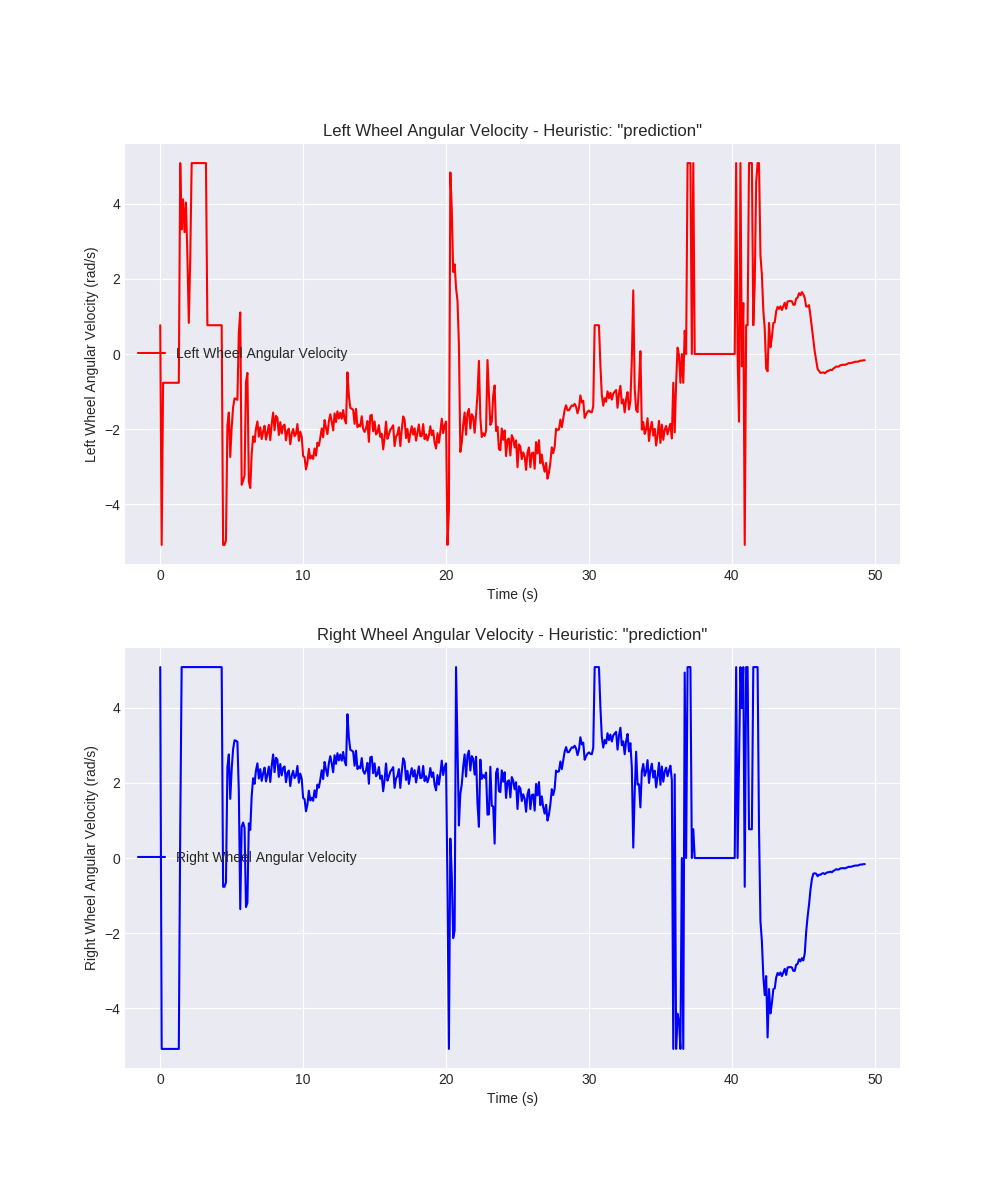 Left Wheel Angular Velocity - Heuristic: "prediction"
Left Wheel Angular Velocity (rad/s)
4
2
0
−2
−4
Left Wheel Angular Velocity
0 10 20 30 40 50
Time (s)
Right Wheel Angular Velocity - Heuristic: "prediction"
Right Wheel Angular Velocity (rad/s)
4
2
0
−2
−4
Right Wheel Angular Velocity
0 10 20 30 40 50
Time (s)